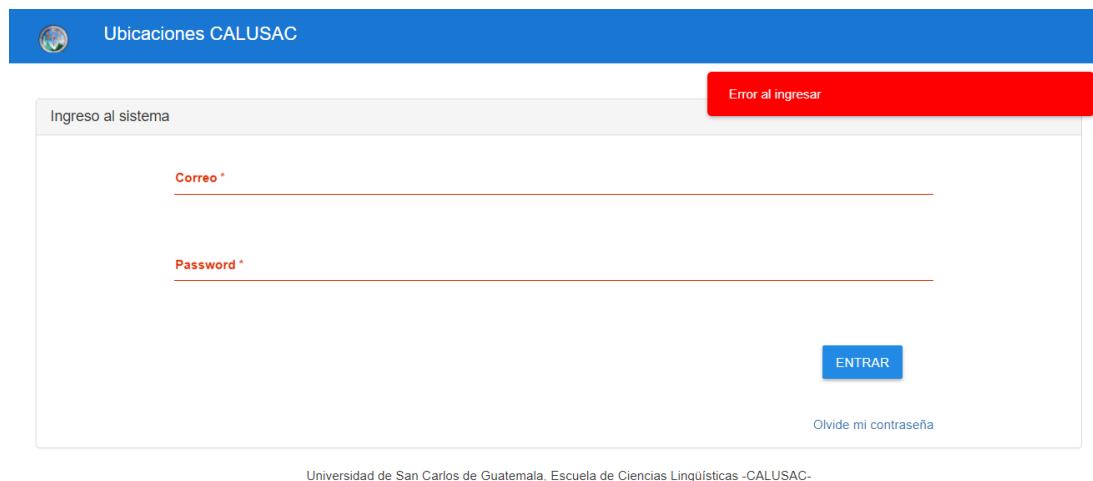 Ubicaciones CALUSAC
Error al ingresar
Ingreso al sistema
Correo *
Password *
ENTRAR
Olvide mi contraseña
Universidad de San Carlos de Guatemala, Escuela de Ciencias Lingüísticas -CALUSAC-